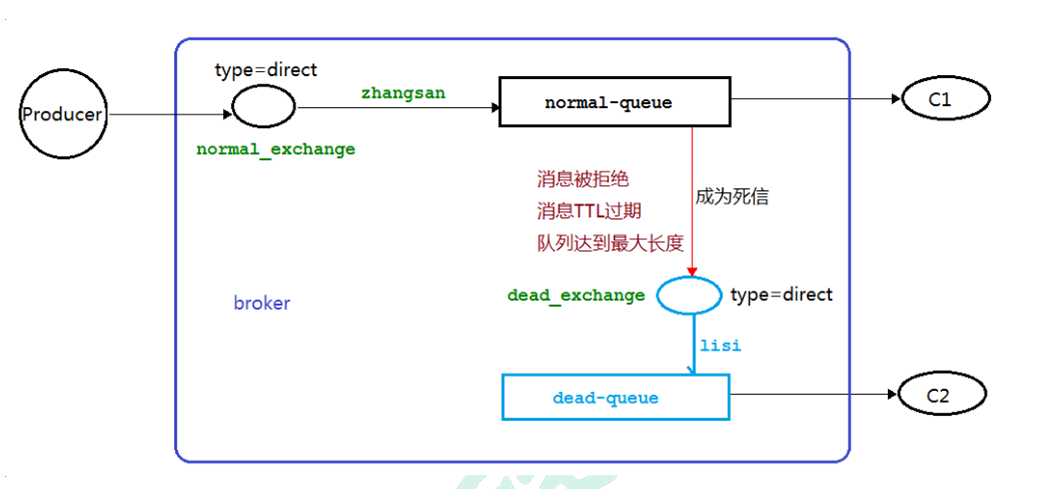 type=direct
zhangsan
normal-queue
C1
Producer
normal_exchange
消息被拒绝
消息TTL过期
队列达到最大长度
成为死信
dead_exchange
type=direct
broker
lisi
dead-queue
C2